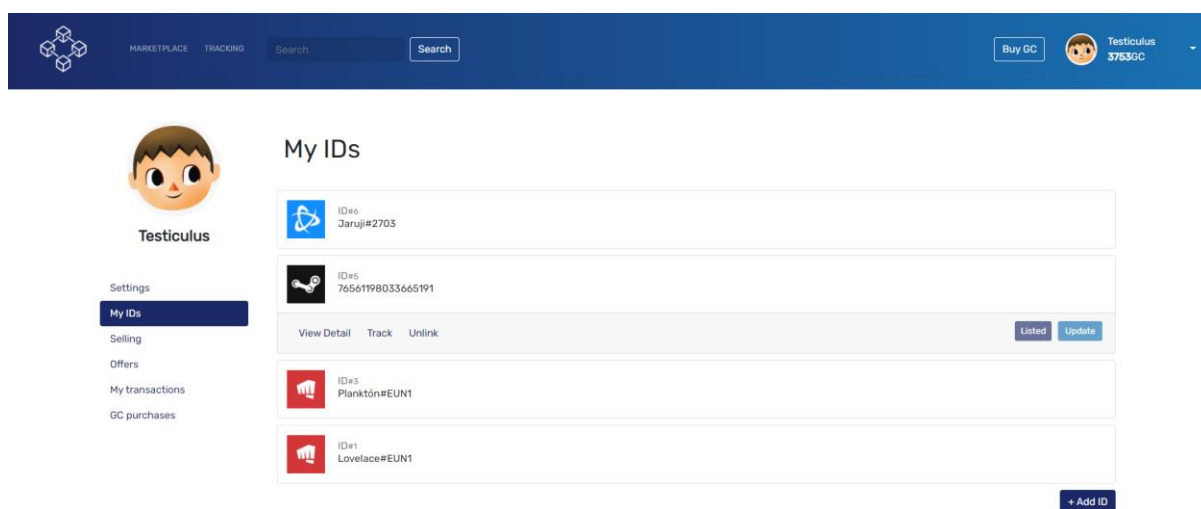 MARKETPLACE TRACKING Search Search Buy GC Testiculus
3753GC
Testiculus
Settings
My IDs
Selling
Offers
My transactions
GC purchases
My IDs
ID#6
Jaruji#2703
ID#5
76561198033665191
View Detail Track Unlink Listed Update
ID#3
Planktón#EUN1
ID#1
Lovelace#EUN1
+ Add ID